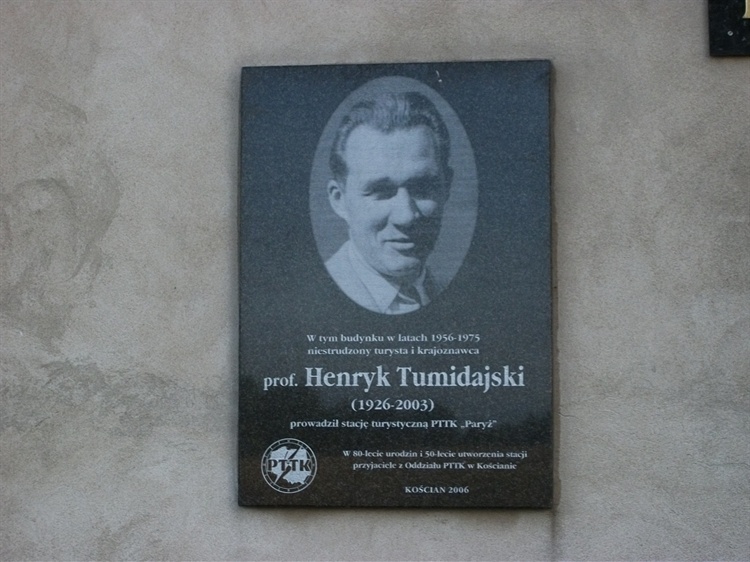 W tym budynku w latach 1956-1975
niestrudzony turysta i krajoznawca
prof. Henryk Tumidajski
(1926-2003)
prowadził stację turystyczną PTTK „Paryż"
PTTK
W 80-lecie urodzin i 50-lecie utworzenia stacji
przyjaciele z Oddziału PTTK w Kościanie
KOŚCIAN 2006